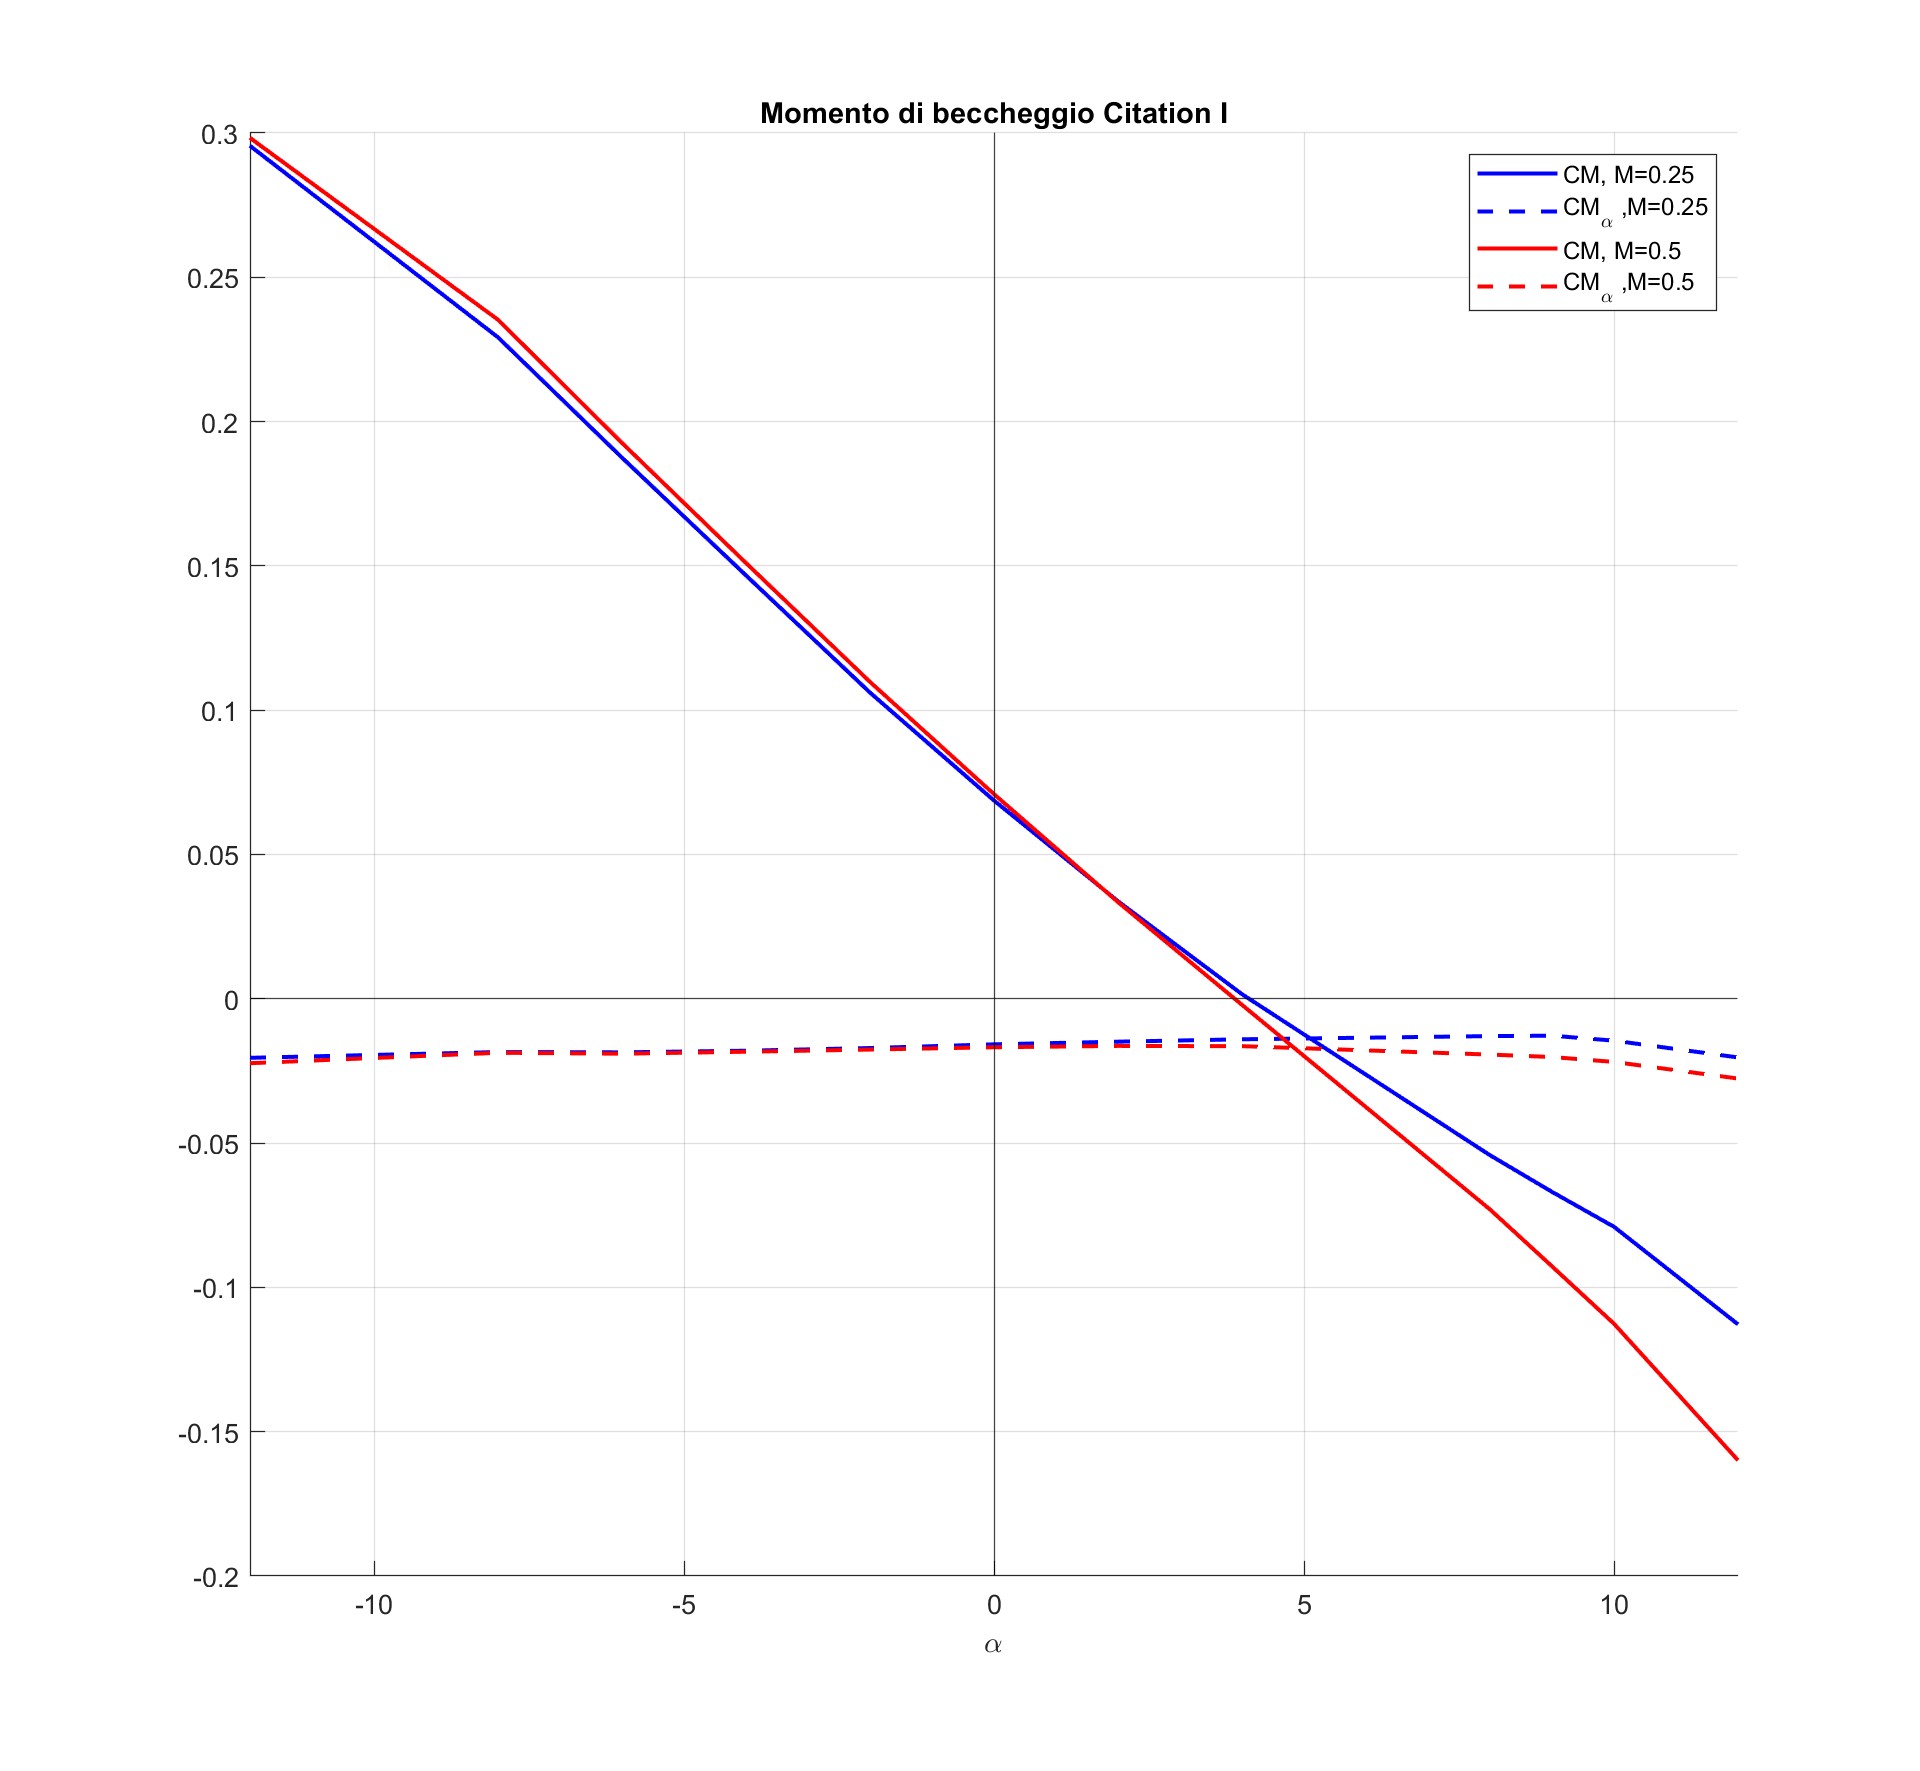 Momento di beccheggio Citation I
CM, M=0.25
CMα ,M=0.25
CM, M=0.5
CMα ,M=0.5
0.3
0.25
0.2
0.15
0.1
0.05
0
-0.05
-0.1
-0.15
-0.2
-10 -5 0 5 10
α